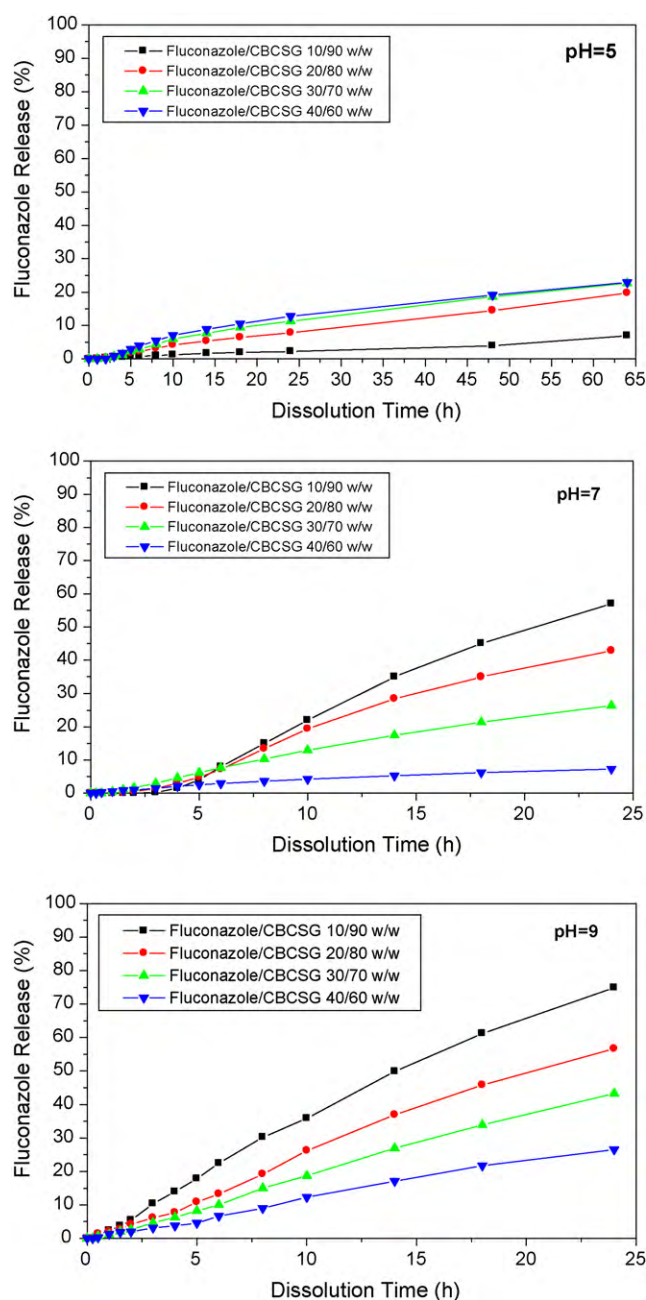 100
90
80
70
60
50
40
30
20
10
0
Fluconazole Release (%)
Fluconazole/CBCSG 10/90 w/w
Fluconazole/CBCSG 20/80 w/w
Fluconazole/CBCSG 30/70 w/w
Fluconazole/CBCSG 40/60 w/w
pH=5
0 5 10 15 20 25 30 35 40 45 50 55 60 65
Dissolution Time (h)
100
90
80
70
60
50
40
30
20
10
0
Fluconazole Release (%)
Fluconazole/CBCSG 10/90 w/w
Fluconazole/CBCSG 20/80 w/w
Fluconazole/CBCSG 30/70 w/w
Fluconazole/CBCSG 40/60 w/w
pH=7
0 5 10 15 20 25
Dissolution Time (h)
100
90
80
70
60
50
40
30
20
10
0
Fluconazole Release (%)
Fluconazole/CBCSG 10/90 w/w
Fluconazole/CBCSG 20/80 w/w
Fluconazole/CBCSG 30/70 w/w
Fluconazole/CBCSG 40/60 w/w
pH=9
0 5 10 15 20 25
Dissolution Time (h)